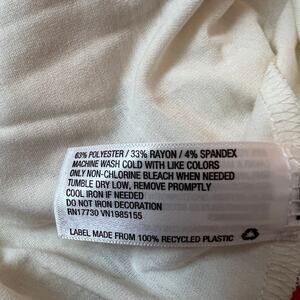 63% POLYESTER / 33% RAYON / 4% SPANDEX
MACHINE WASH COLD WITH LIKE COLORS
ONLY NON-CHLORINE BLEACH WHEN NEEDED
TUMBLE DRY LOW, REMOVE PROMPTLY
COOL IRON IF NEEDED
DO NOT IRON DECORATION
RN17730 VN1985155
LABEL MADE FROM 100% RECYCLED PLASTIC